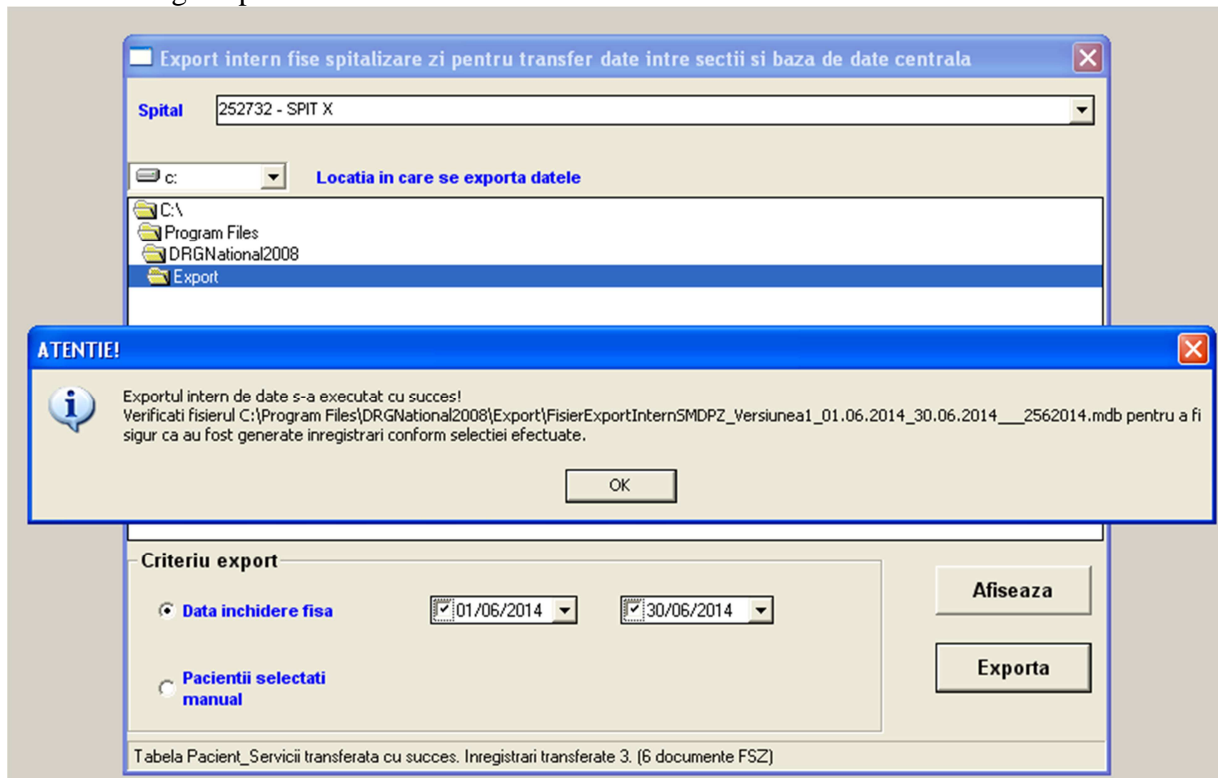 Export intern fise spitalizare zi pentru transfer date intre sectii si baza de date centrala
Spital 252732 - SPIT X
c: Locatia in care se exporta datele
C:\
Program Files
DRGNational2008
Export
ATENTIE!
Exportul intern de date s-a executat cu succes!
Verificati fisierul C:\Program Files\DRGNational2008\Export\FisierExportInternSMDPZ_Versiunea1_01.06.2014_30.06.2014___2562014.mdb pentru a fi
sigur ca au fost generate inregistrari conform selectiei efectuate.
OK
Criteriu export
Data inchidere fisa 01/06/2014 30/06/2014
Afiseaza
Pacientii selectati
manual
Exporta
Tabela Pacient_Servicii transferata cu succes. Inregistrari transferate 3. (6 documente FSZ)